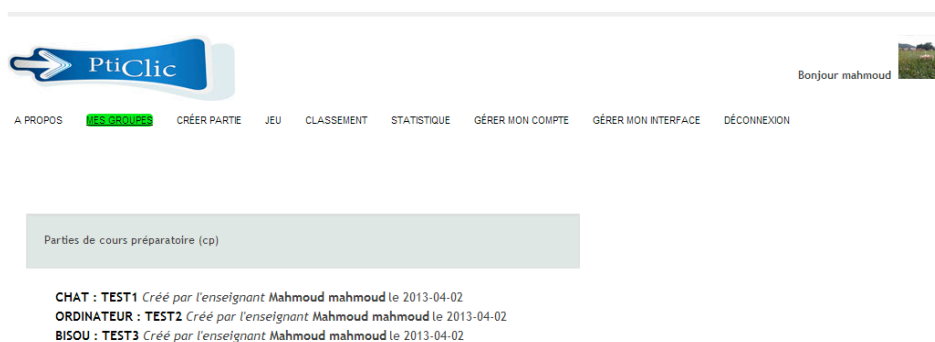 PtiClic
Bonjour mahmoud
A PROPOS MES GROUPES CRÉER PARTIE JEU CLASSEMENT STATISTIQUE GÉRER MON COMPTE GÉRER MON INTERFACE DÉCONNEXION
Parties de cours préparatoire (cp)
CHAT : TEST1 Créé par l'enseignant Mahmoud mahmoud le 2013-04-02
ORDINATEUR : TEST2 Créé par l'enseignant Mahmoud mahmoud le 2013-04-02
BISOU : TEST3 Créé par l'enseignant Mahmoud mahmoud le 2013-04-02